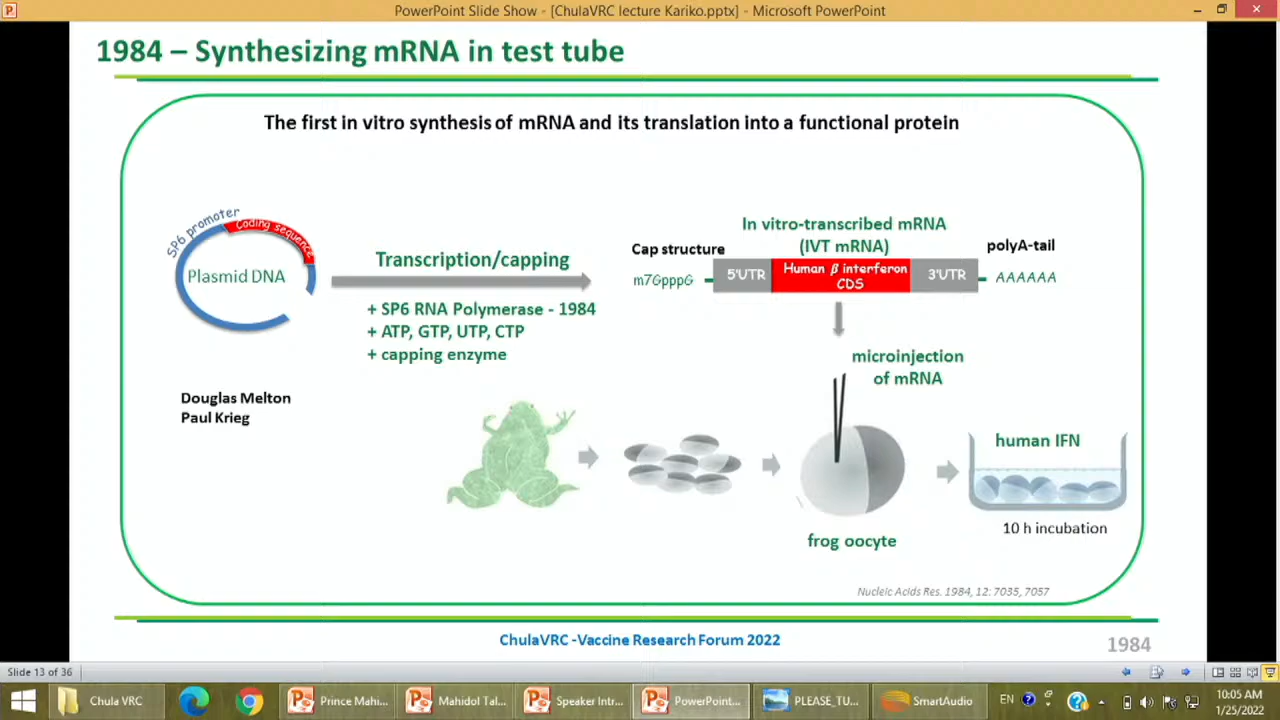 PowerPoint Slide Show - [ChulaVRC lecture Kariko.pptx] - Microsoft PowerPoint
1984 – Synthesizing mRNA in test tube
The first in vitro synthesis of mRNA and its translation into a functional protein
SP6 promoter
Coding sequence
Plasmid DNA
Transcription/capping
+ SP6 RNA Polymerase - 1984
+ ATP, GTP, UTP, CTP
+ capping enzyme
In vitro-transcribed mRNA
(IVT mRNA)
Cap structure
polyA-tail
m7GpppG
5'UTR
Human β interferon
CDS
3'UTR
AAAAAA
microinjection
of mRNA
Douglas Melton
Paul Krieg
human IFN
frog oocyte
10 h incubation
Nucleic Acids Res. 1984, 12: 7035, 7057
ChulaVRC -Vaccine Research Forum 2022
1984
Slide 13 of 36
Chula VRC
Prince Mahi...
Mahidol Tal...
Speaker Intr...
PowerPoint...
PLEASE_TU...
SmartAudio
EN
10:05 AM
1/25/2022